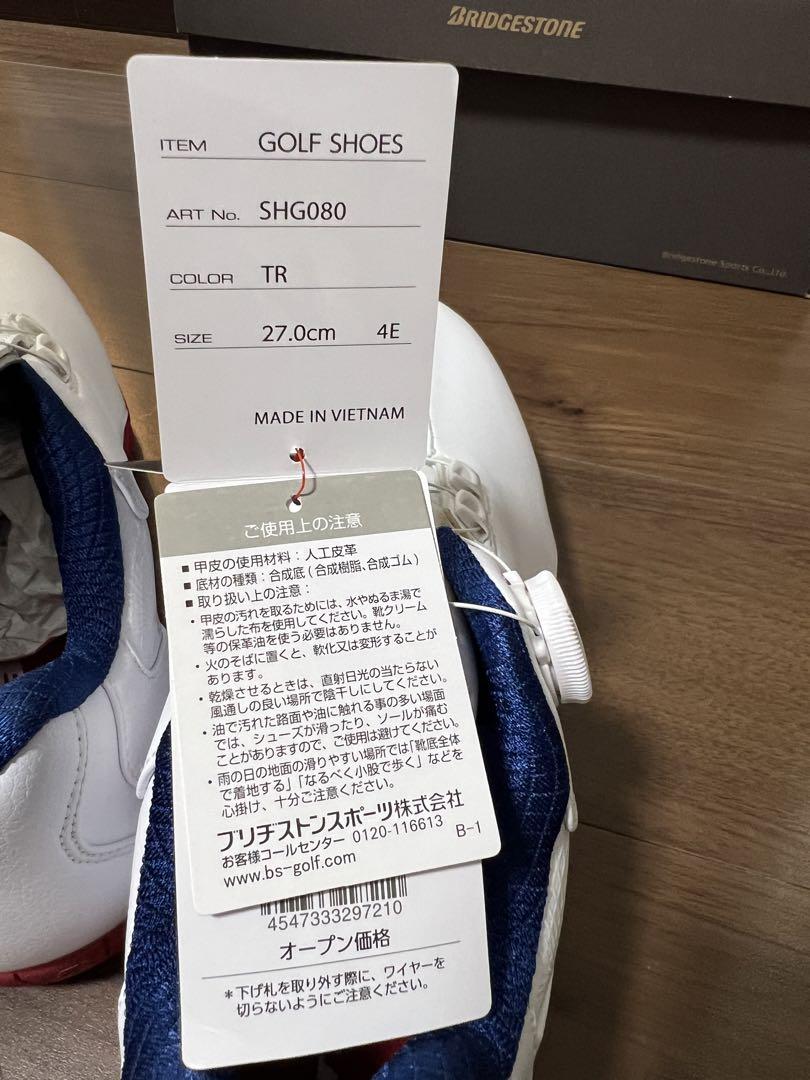 BRIDGESTONE
Bridgestone Sports Co.,Ltd.
ITEM GOLF SHOES
ART No. SHG080
COLOR TR
SIZE 27.0cm 4E
MADE IN VIETNAM
ご使用上の注意
■ 甲皮の使用材料：人工皮革
■ 底材の種類：合成底（合成樹脂、合成ゴム）
■ 取り扱い上の注意：
・甲皮の汚れを取るためには、水やぬるま湯で
濡らした布を使用してください。靴クリーム
等の保革油を使う必要はありません。
・火のそばに置くと、軟化又は変形することが
あります。
・乾燥させるときは、直射日光の当たらない
風通しの良い場所で陰干しにしてください。
・油で汚れた路面や油に触れる事の多い場面
では、シューズが滑ったり、ソールが痛む
ことがありますので、ご使用は避けてください。
・雨の日の地面の滑りやすい場所では「靴底全体
で着地する」「なるべく小股で歩く」などを
心掛け、十分ご注意ください。
ブリヂストンスポーツ株式会社
お客様コールセンター 0120-116613
www.bs-golf.com B-1
4547333297210
オープン価格
＊下げ札を取り外す際に、ワイヤーを
切らないようにご注意ください。